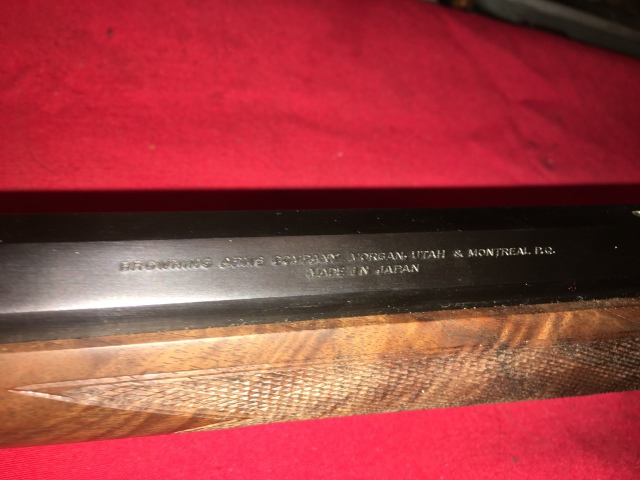 BROWNING ARMS COMPANY MORGAN, UTAH & MONTREAL P.Q.
MADE IN JAPAN